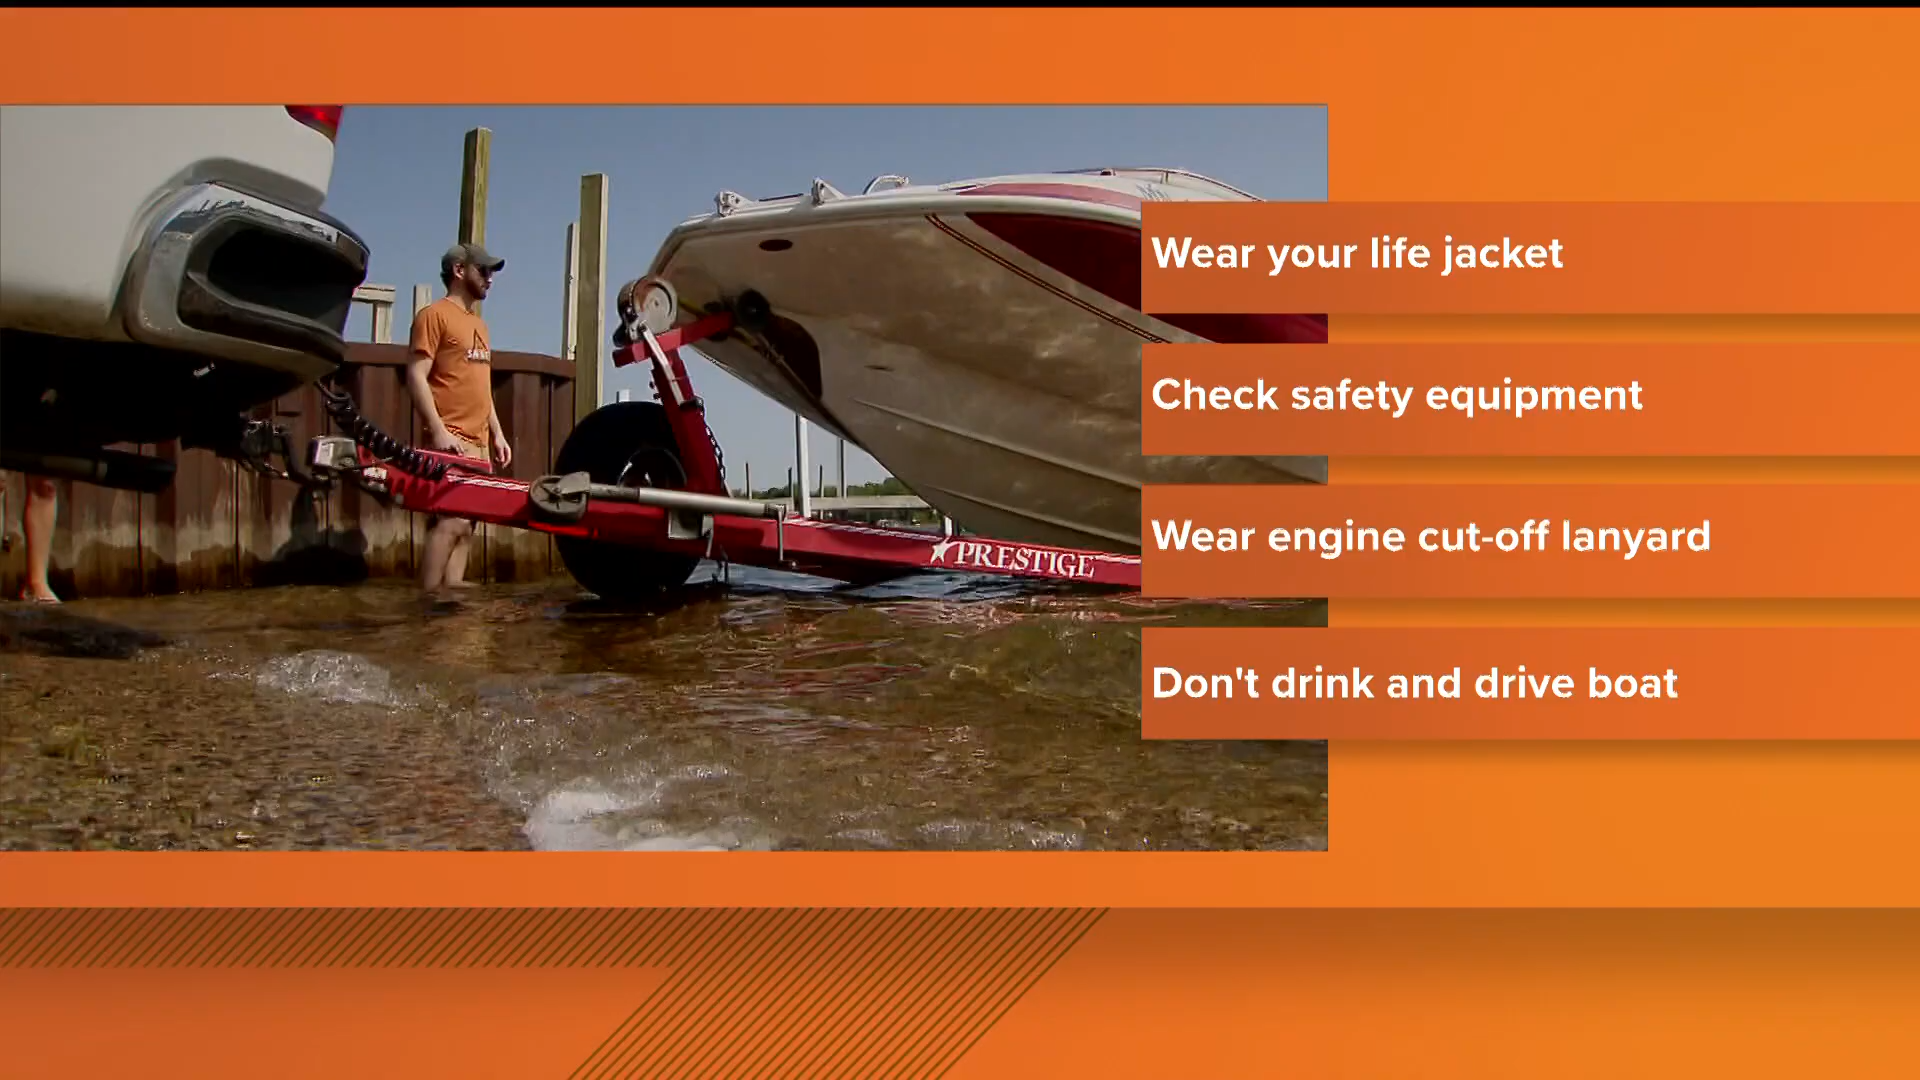 Wear your life jacket
Check safety equipment
Wear engine cut-off lanyard
Don't drink and drive boat
PRESTIGE